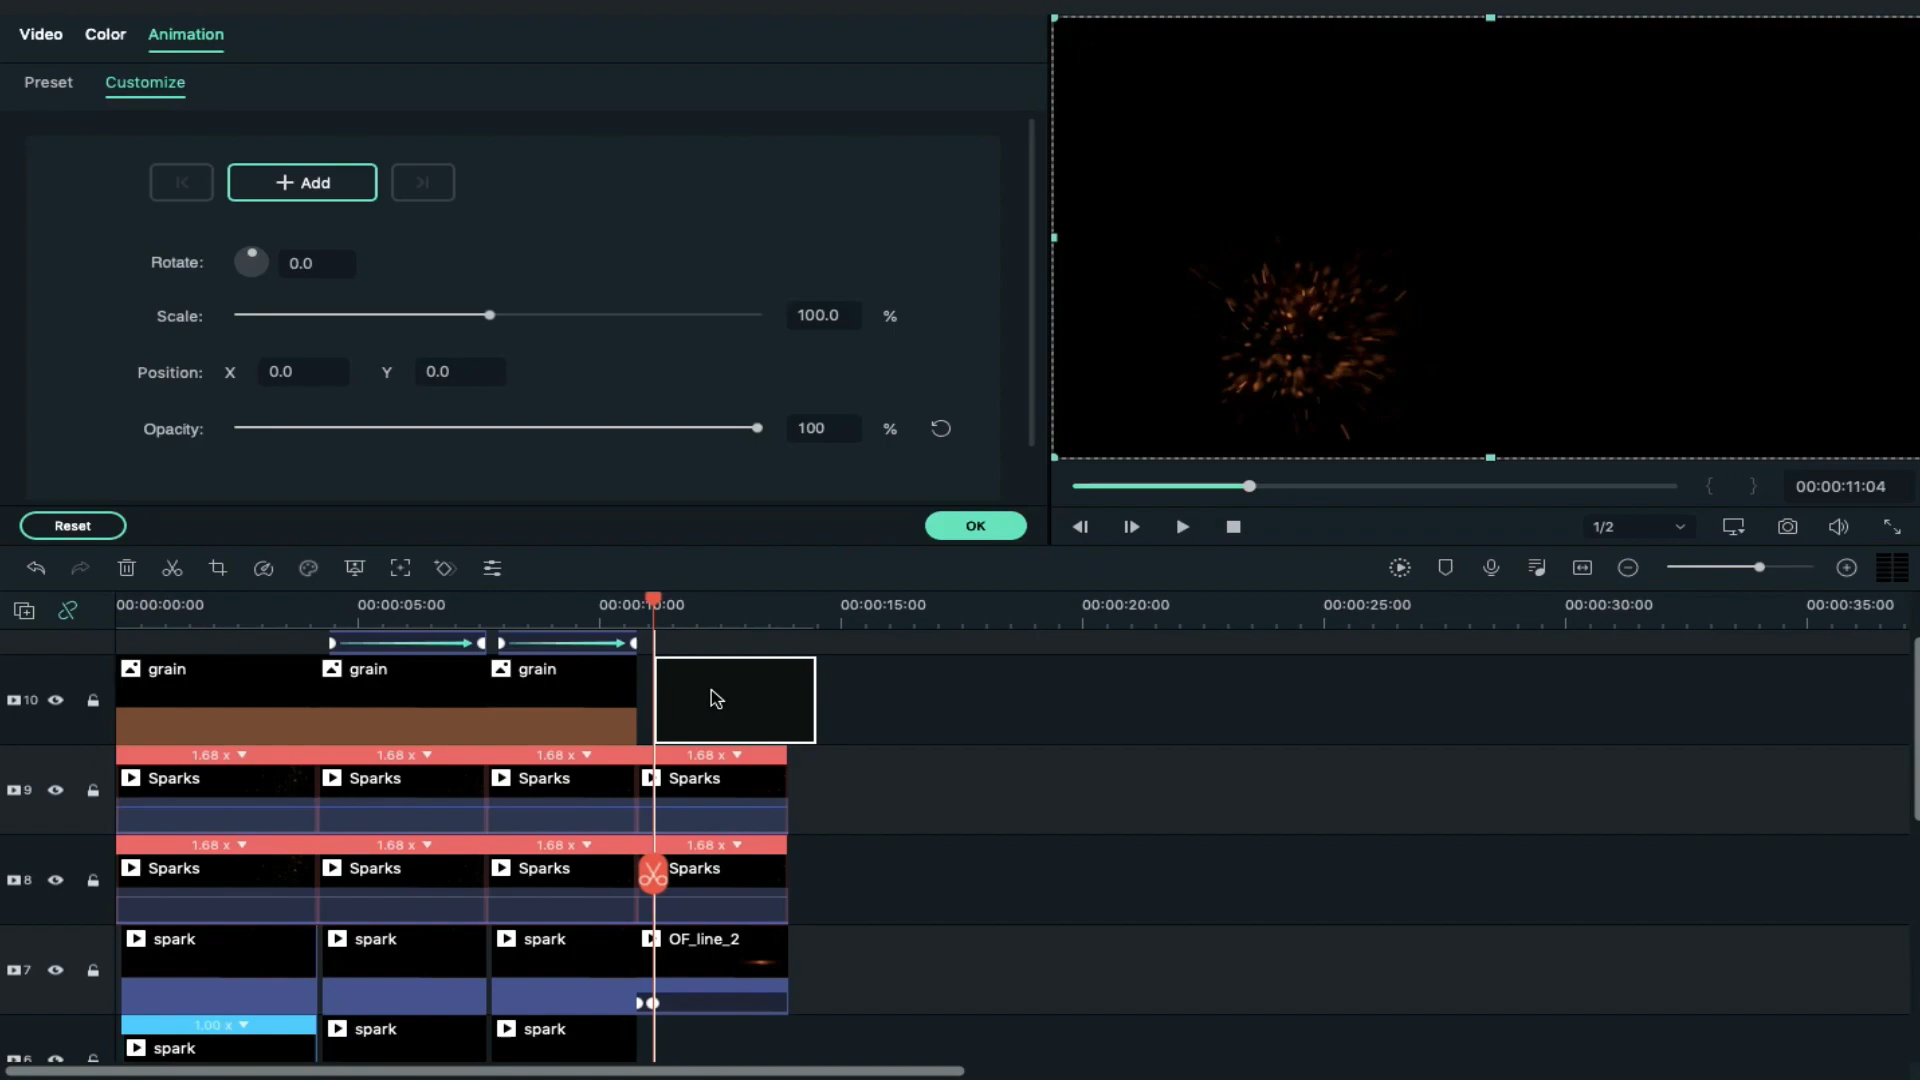 Video Color Animation
Preset Customize
+ Add
Rotate: 0.0
Scale: 100.0 %
Position: X 0.0 Y 0.0
Opacity: 100 %
Reset OK
{ } 00:00:11:04
1/2
00:00:00:00 00:00:05:00 00:00:10:00 00:00:15:00 00:00:20:00 00:00:25:00 00:00:30:00 00:00:35:00
grain grain grain
10
1.68 x 1.68 x 1.68 x 1.68 x
Sparks Sparks Sparks Sparks
9
1.68 x 1.68 x 1.68 x 1.68 x
Sparks Sparks Sparks Sparks
8
spark spark spark OF_line_2
7
1.00 x
spark spark
spark
6